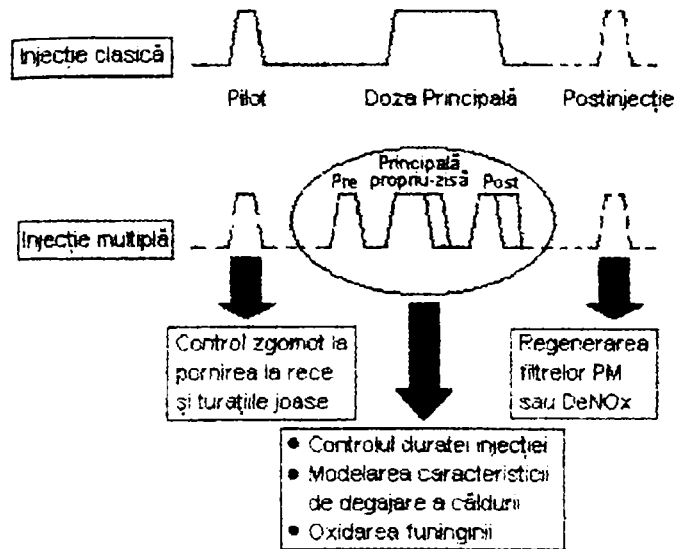 Injecție clasică
Pilot
Doza Principală
Postinjecție
Principală
Pre propriu-zisă Post
Injecție multiplă
Control zgomot la
pornirea la rece
și turațiile joase
Regenerarea
filtrelor PM
sau DeNOx
● Controlul duratei injecției
● Modelarea caracteristicii
de degajare a căldurii
● Oxidarea funinginii